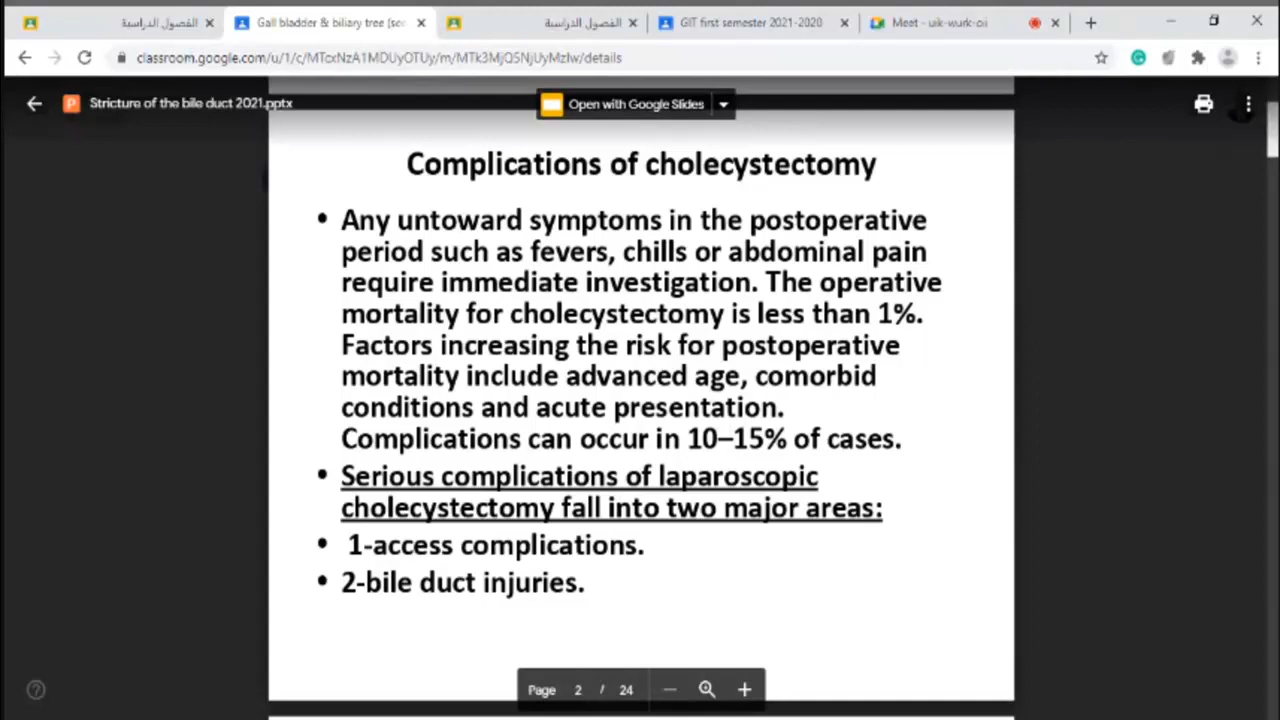 الفصول الدراسية
Gall bladder & biliary tree (se
الفصول الدراسية
GIT first semester 2021-2020
Meet - uik-wurk-oii
classroom.google.com/u/1/c/MTcxNzA1MDUyOTUy/m/MTk3MjQ5NjUyMzIw/details
Stricture of the bile duct 2021.pptx
Open with Google Slides
Complications of cholecystectomy
• Any untoward symptoms in the postoperative
period such as fevers, chills or abdominal pain
require immediate investigation. The operative
mortality for cholecystectomy is less than 1%.
Factors increasing the risk for postoperative
mortality include advanced age, comorbid
conditions and acute presentation.
Complications can occur in 10–15% of cases.
• Serious complications of laparoscopic
cholecystectomy fall into two major areas:
• 1-access complications.
• 2-bile duct injuries.
Page 2 / 24